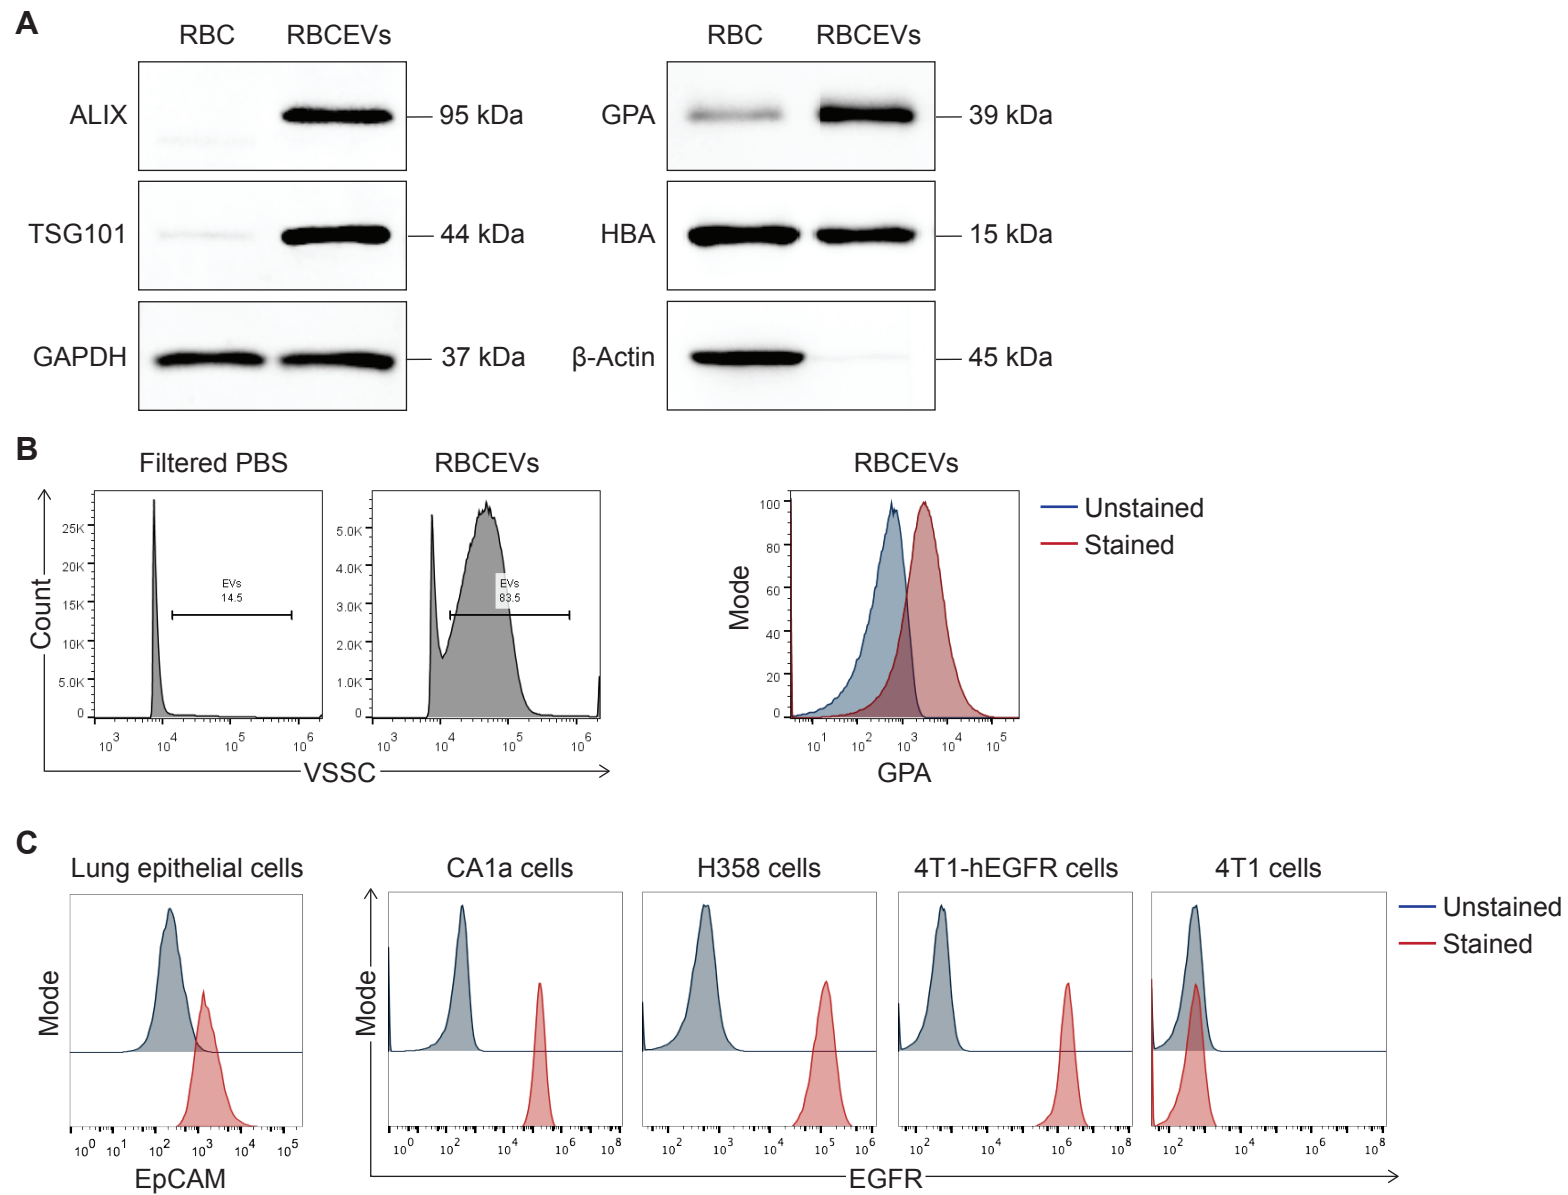 A
RBC RBCEVs RBC RBCEVs
ALIX 95 kDa GPA 39 kDa
TSG101 44 kDa HBA 15 kDa
GAPDH 37 kDa β-Actin 45 kDa
B
Filtered PBS RBCEVs RBCEVs
Count
25K
20K
15K
10K
5.0K
0
EVs
14.5
10^3 10^4 10^5 10^6
5.0K
4.0K
3.0K
2.0K
1.0K
0
EVs
83.5
10^3 10^4 10^5 10^6
VSSC
Mode
100
80
60
40
20
0
10^1 10^2 10^3 10^4 10^5
GPA
Unstained
Stained
C
Lung epithelial cells CA1a cells H358 cells 4T1-hEGFR cells 4T1 cells
Mode
10^0 10^1 10^2 10^3 10^4 10^5
EpCAM
Mode
10^0 10^2 10^4 10^6 10^8
10^2 10^3 10^4 10^5 10^6
10^2 10^4 10^6 10^8
10^2 10^4 10^6 10^8
EGFR
Unstained
Stained